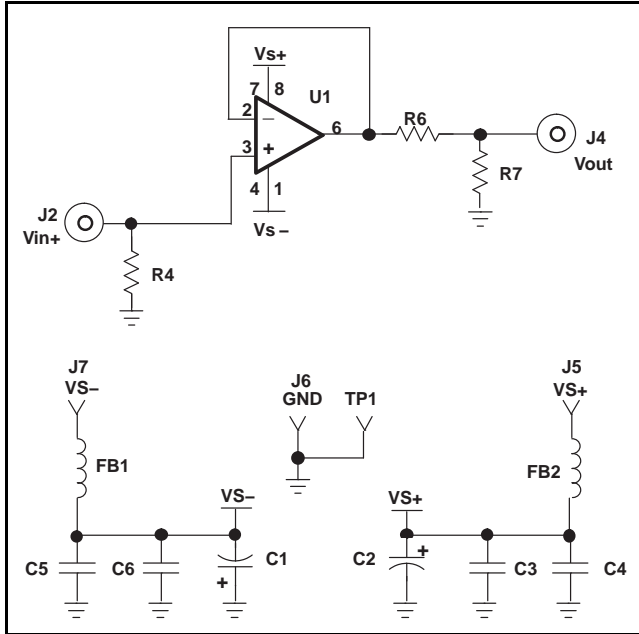 Vs+
7 8
U1
2 −
6
R6
J4
Vout
3 +
R7
4 1
Vs−
J2
Vin+
R4
J7
VS−
J6
GND
TP1
J5
VS+
FB1
FB2
VS−
VS+
C5
C6
C1
+
C2
+
C3
C4